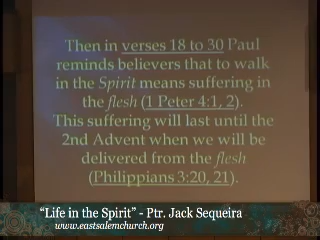 Then in verses 18 to 30 Paul
reminds believers that to walk
in the Spirit means suffering in
the flesh (1 Peter 4:1, 2).
This suffering will last until the
2nd Advent when we will be
delivered from the flesh
(Philippians 3:20, 21).
“Life in the Spirit” - Ptr. Jack Sequeira
www.eastsalemchurch.org